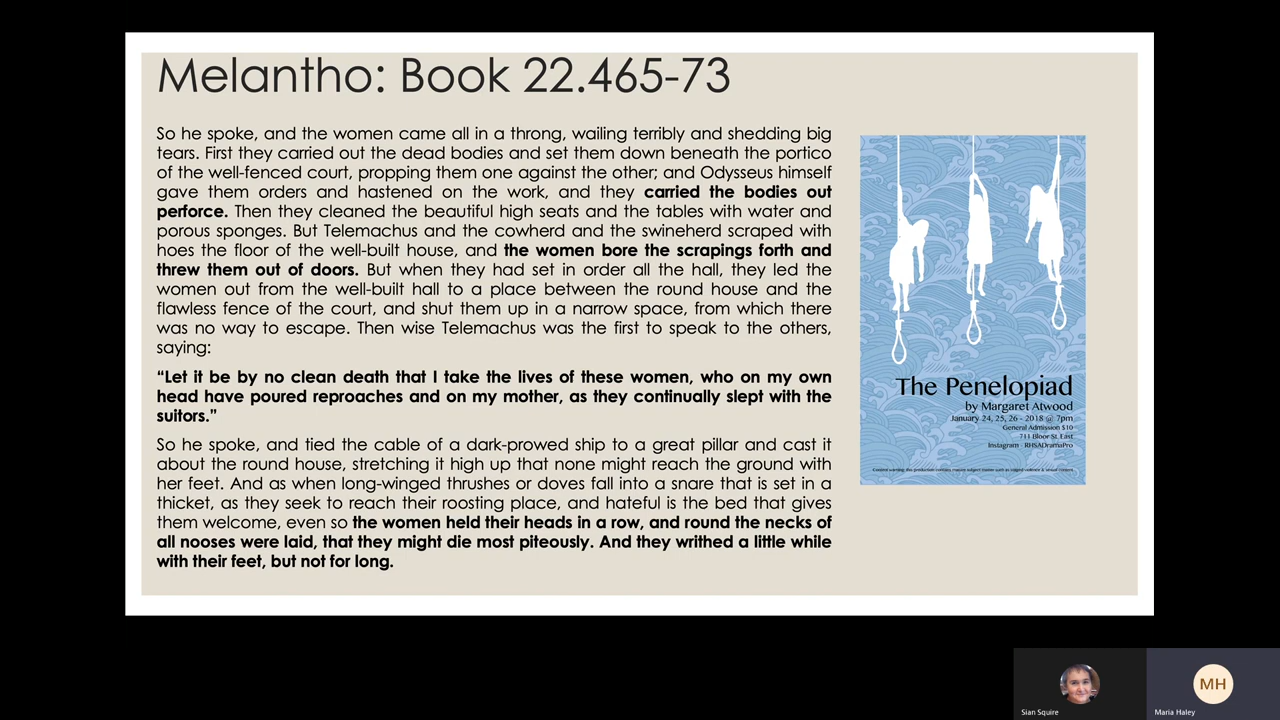 Melantho: Book 22.465-73
So he spoke, and the women came all in a throng, wailing terribly and shedding big
tears. First they carried out the dead bodies and set them down beneath the portico
of the well-fenced court, propping them one against the other; and Odysseus himself
gave them orders and hastened on the work, and they carried the bodies out
perforce. Then they cleaned the beautiful high seats and the tables with water and
porous sponges. But Telemachus and the cowherd and the swineherd scraped with
hoes the floor of the well-built house, and the women bore the scrapings forth and
threw them out of doors. But when they had set in order all the hall, they led the
women out from the well-built hall to a place between the round house and the
flawless fence of the court, and shut them up in a narrow space, from which there
was no way to escape. Then wise Telemachus was the first to speak to the others,
saying:
“Let it be by no clean death that I take the lives of these women, who on my own
head have poured reproaches and on my mother, as they continually slept with the
suitors.”
So he spoke, and tied the cable of a dark-prowed ship to a great pillar and cast it
about the round house, stretching it high up that none might reach the ground with
her feet. And as when long-winged thrushes or doves fall into a snare that is set in a
thicket, as they seek to reach their roosting place, and hateful is the bed that gives
them welcome, even so the women held their heads in a row, and round the necks of
all nooses were laid, that they might die most piteously. And they writhed a little while
with their feet, but not for long.
The Penelopiad
by Margaret Atwood
January 24, 25, 26 - 2018 @ 7pm
General Admission $10
711 Bloor St. East
Instagram - RHSADramaPro
Content warning: this production contains mature subject matter such as
Sian Squire
MH
Maria Haley